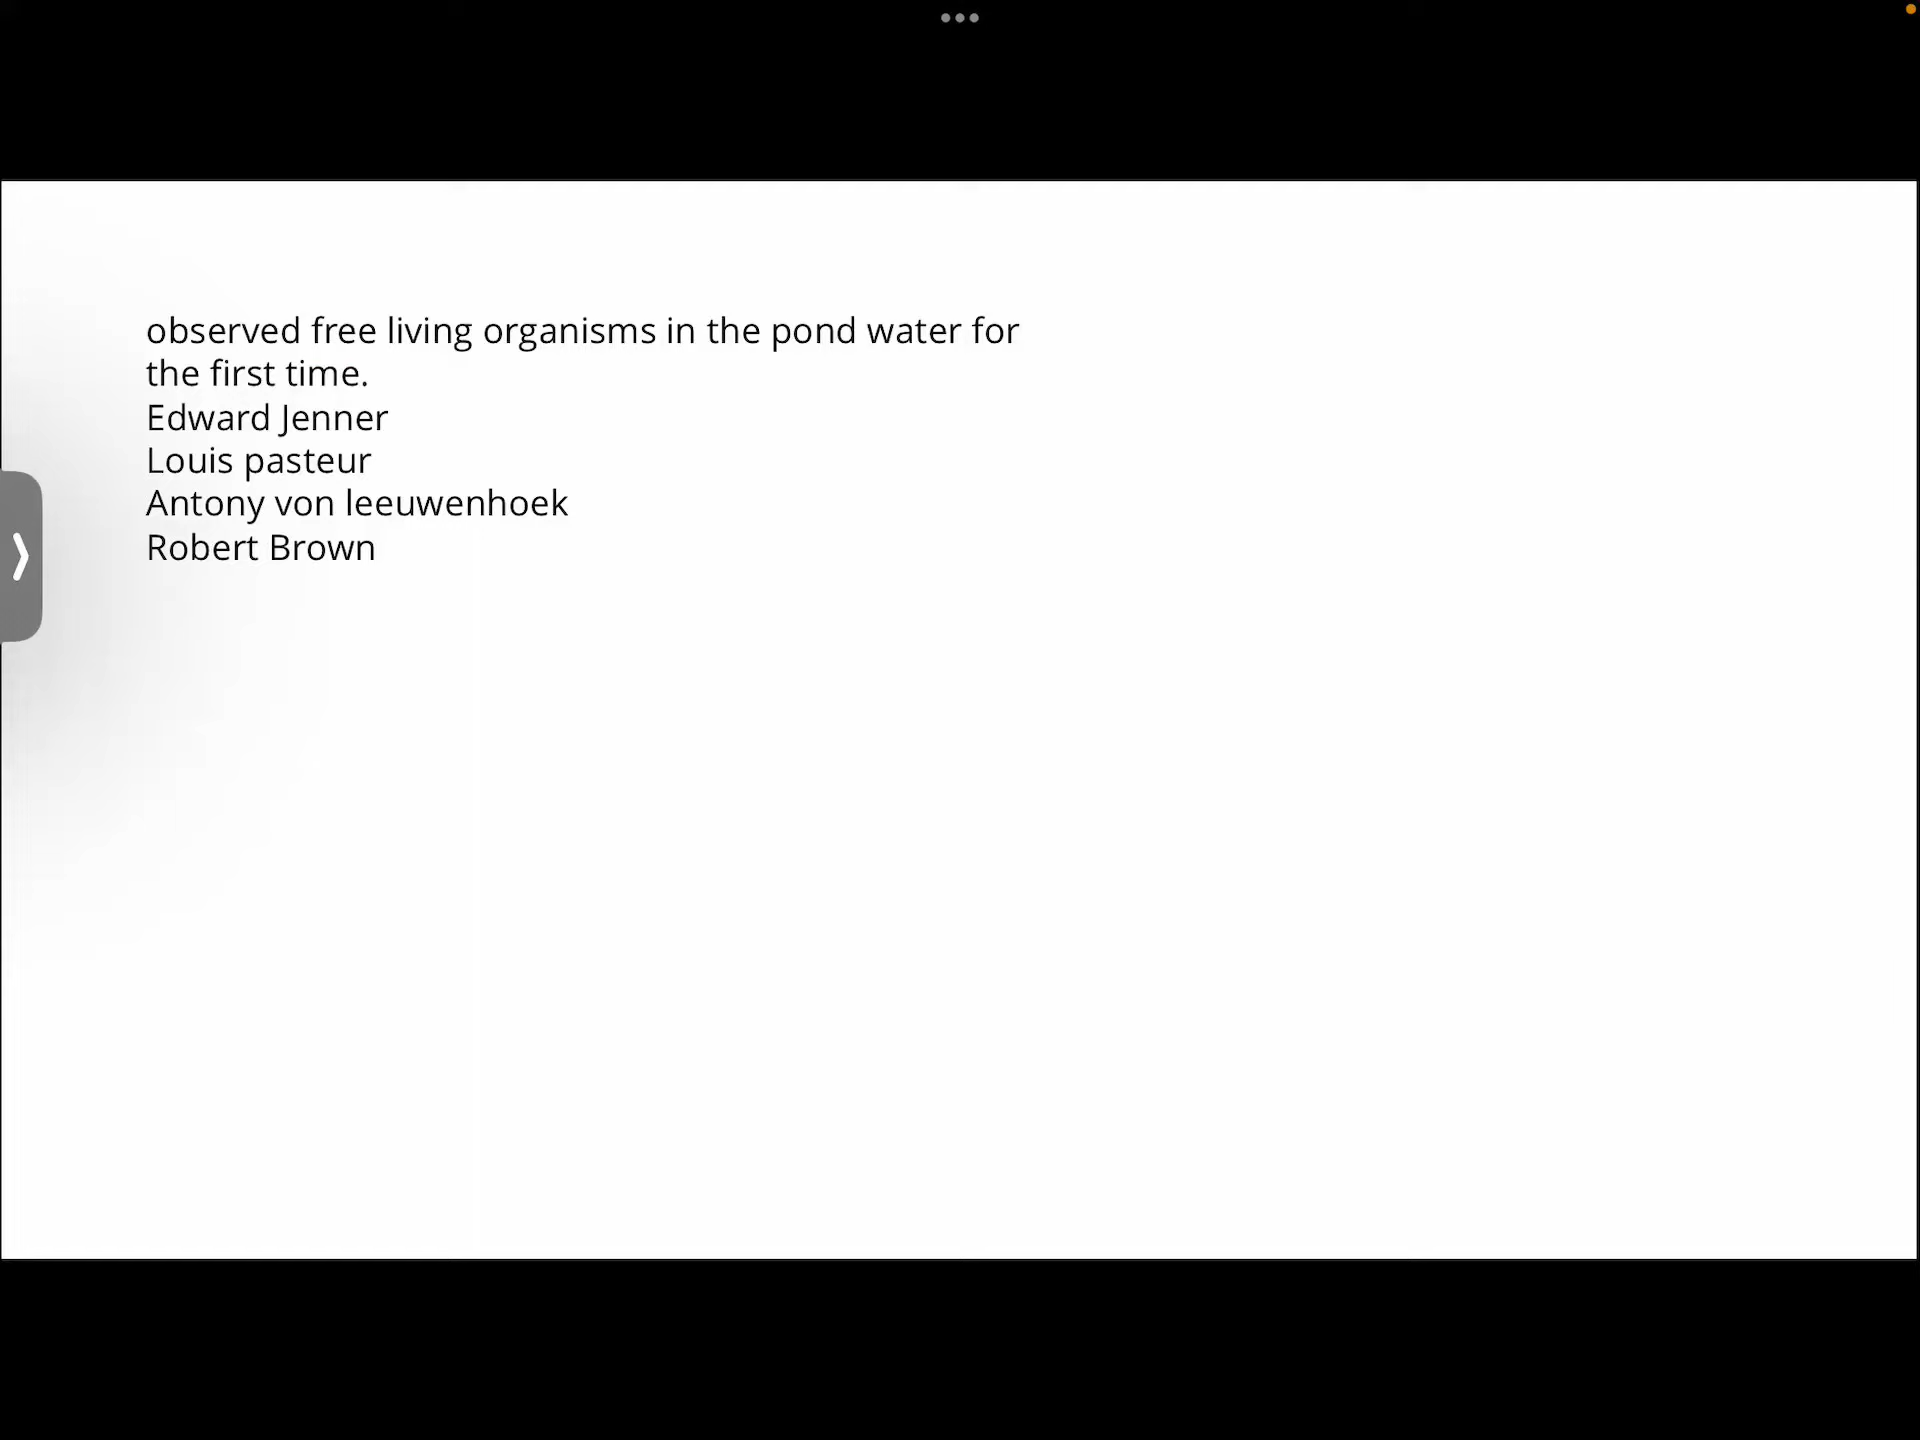 observed free living organisms in the pond water for
the first time.
Edward Jenner
Louis pasteur
Antony von leeuwenhoek
Robert Brown